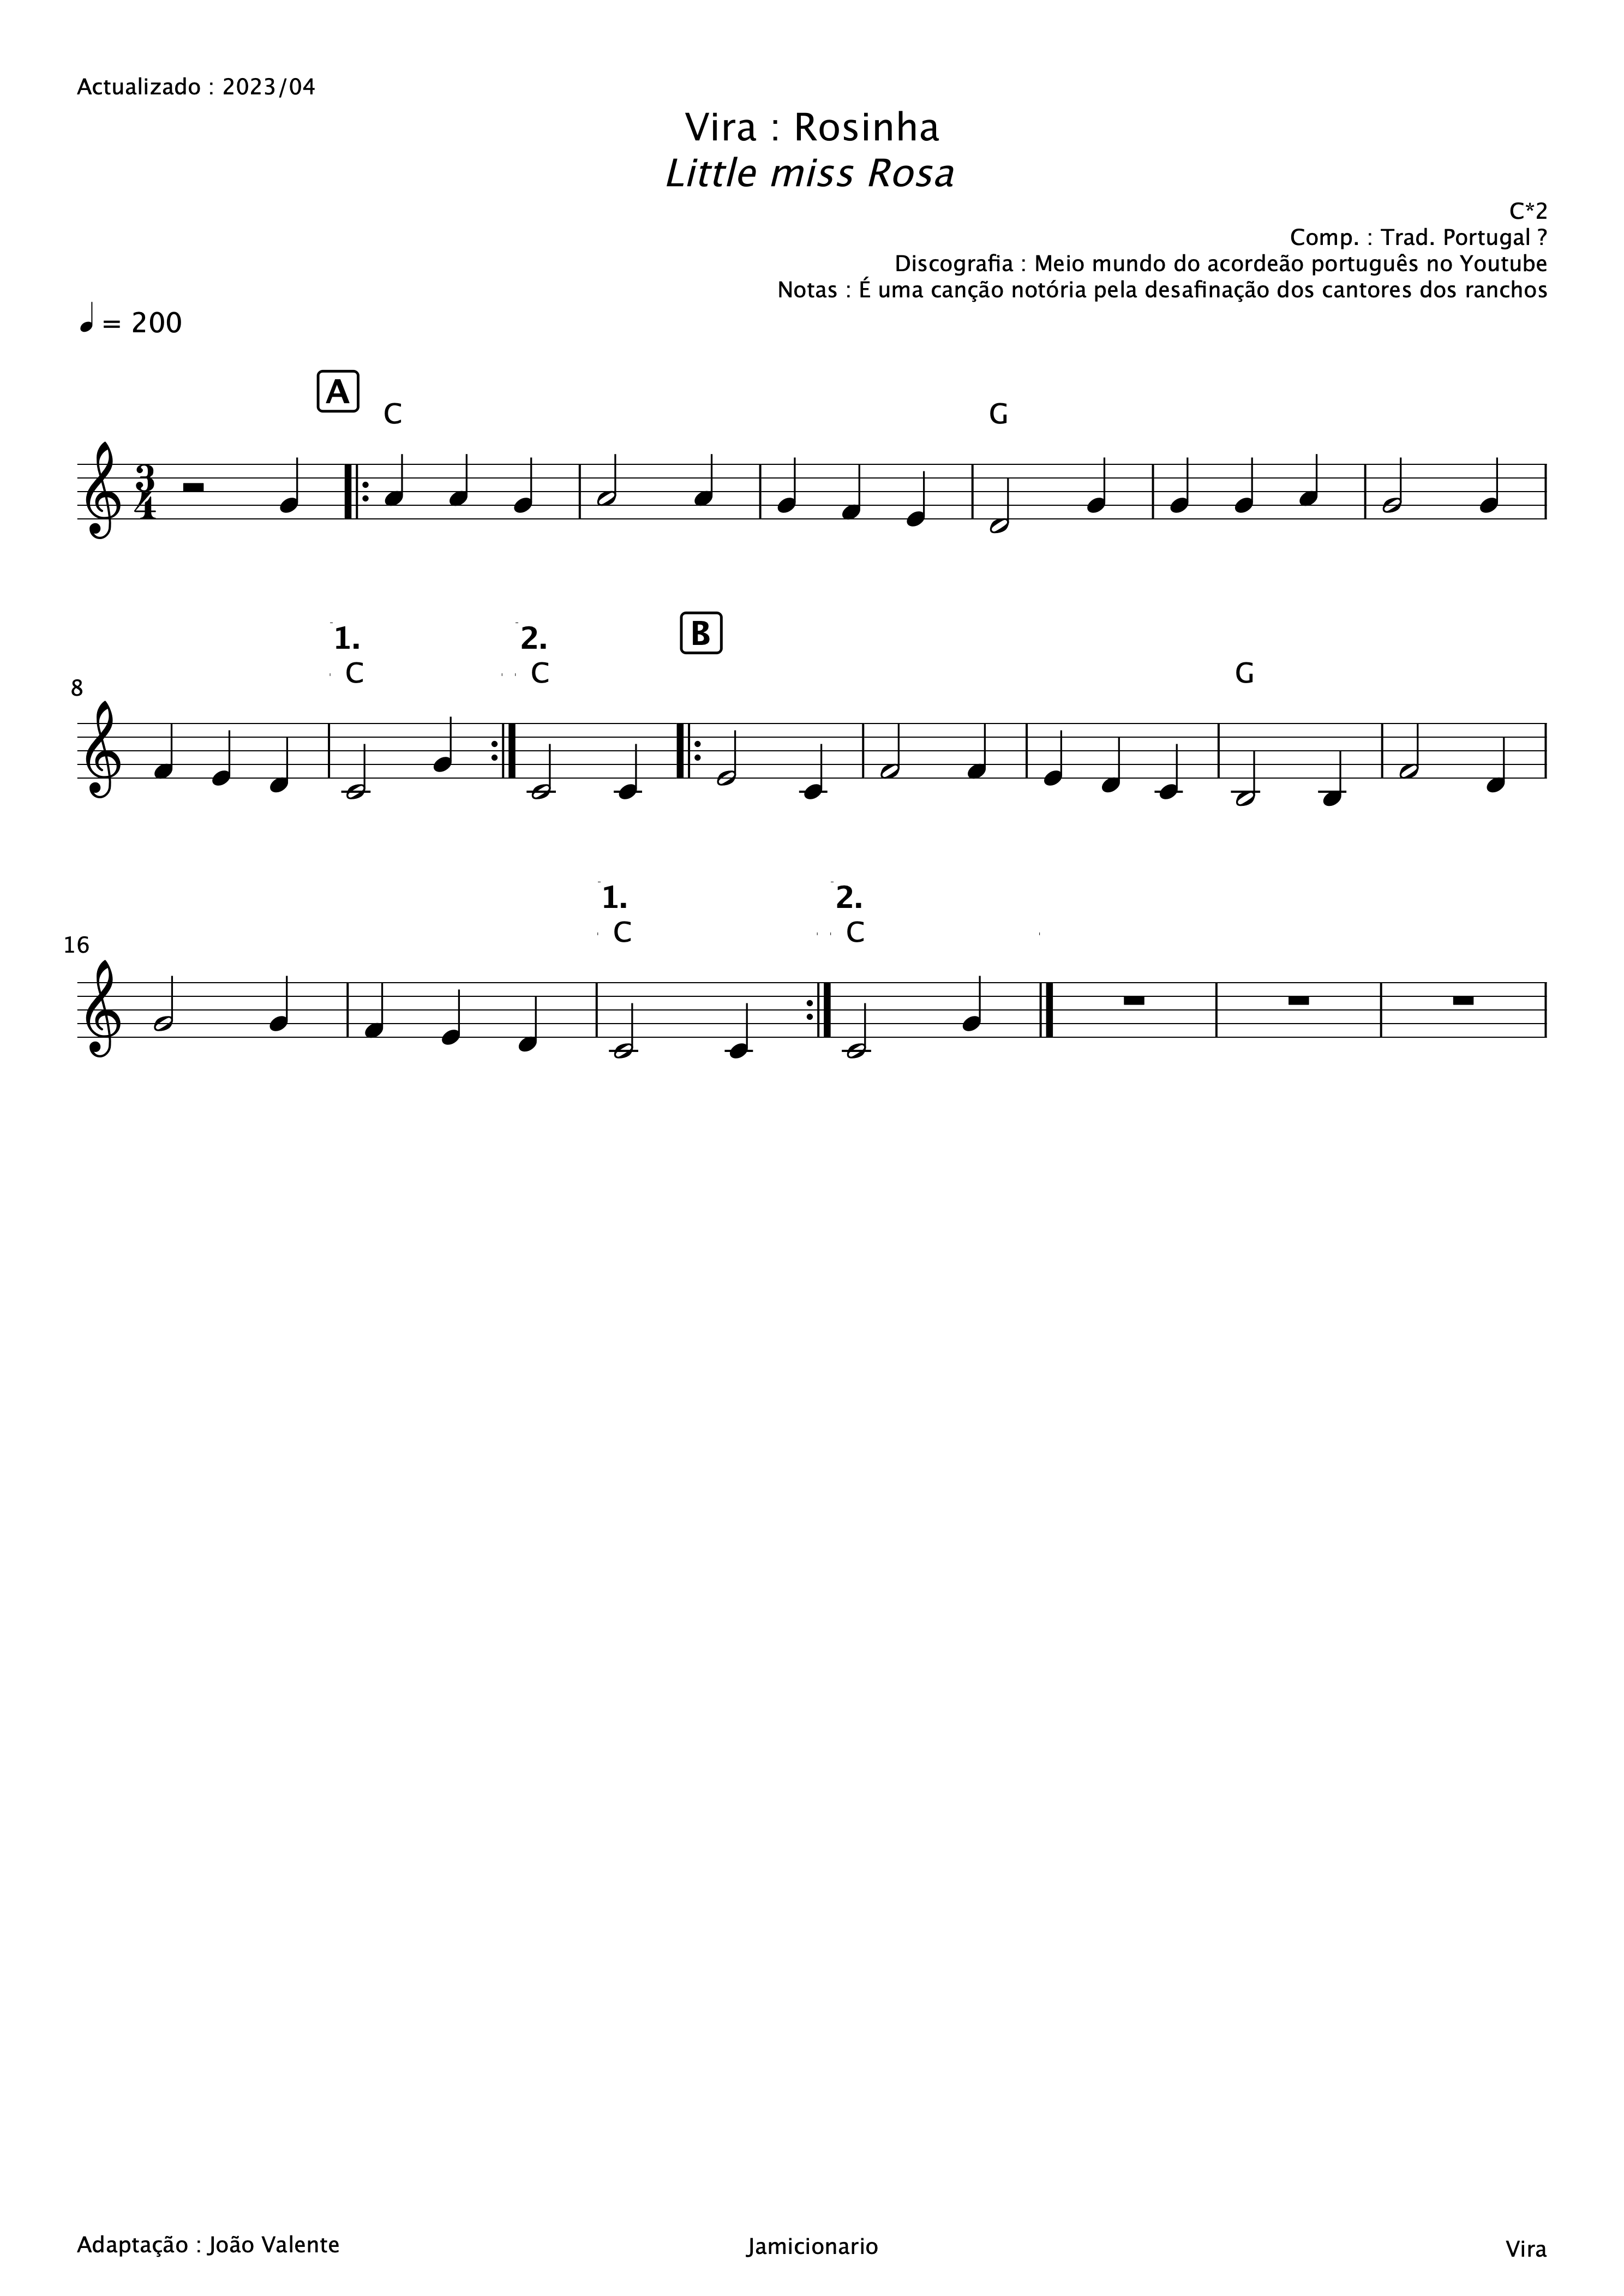 Actualizado : 2023/04
Vira : Rosinha
Little miss Rosa
C*2
Comp. : Trad. Portugal ?
Discografia : Meio mundo do acordeão português no Youtube
Notas : É uma canção notória pela desafinação dos cantores dos ranchos
= 200
A
C G
3
4
1. 2. B
C C G
8
1. 2.
C C
16
Adaptação : João Valente
Jamicionario
Vira